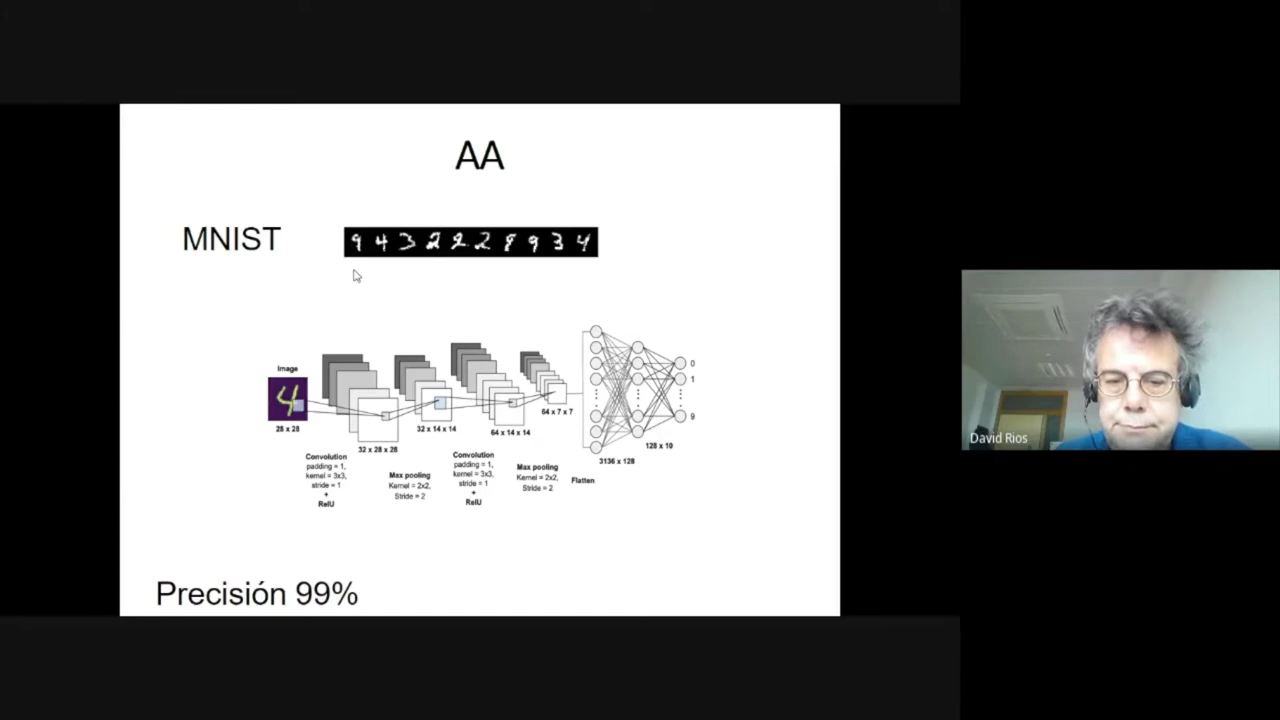 AA
MNIST
9 4 3 2 2 2 8 9 3 4
Image
4
28 x 28
Convolution
padding = 1,
kernel = 3x3,
stride = 1
+
RelU
32 x 28 x 28
Max pooling
Kernel = 2x2,
Stride = 2
32 x 14 x 14
Convolution
padding = 1,
kernel = 3x3,
stride = 1
+
RelU
64 x 14 x 14
Max pooling
Kernel = 2x2,
Stride = 2
64 x 7 x 7
Flatten
3136 x 128
128 x 10
0
1
9
Precisión 99%
David Rios